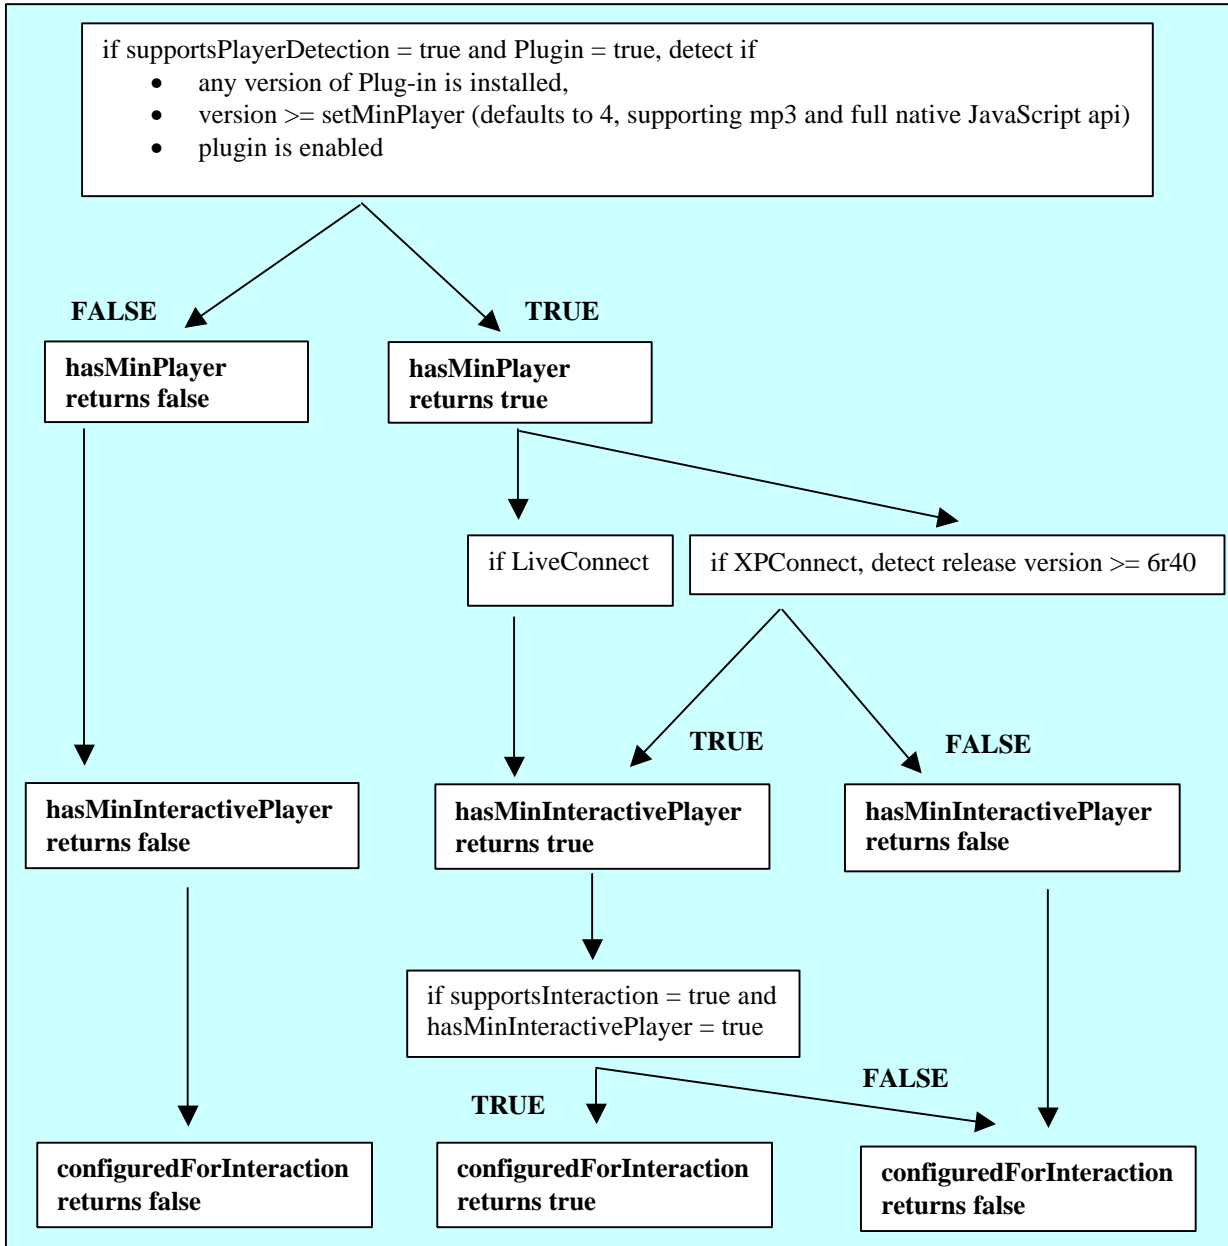 if supportsPlayerDetection = true and Plugin = true, detect if
• any version of Plug-in is installed,
• version >= setMinPlayer (defaults to 4, supporting mp3 and full native JavaScript api)
• plugin is enabled
FALSE
TRUE
hasMinPlayer
returns false
hasMinPlayer
returns true
if LiveConnect
if XPConnect, detect release version >= 6r40
TRUE
FALSE
hasMinInteractivePlayer
returns false
hasMinInteractivePlayer
returns true
hasMinInteractivePlayer
returns false
if supportsInteraction = true and
hasMinInteractivePlayer = true
TRUE
FALSE
configuredForInteraction
returns false
configuredForInteraction
returns true
configuredForInteraction
returns false